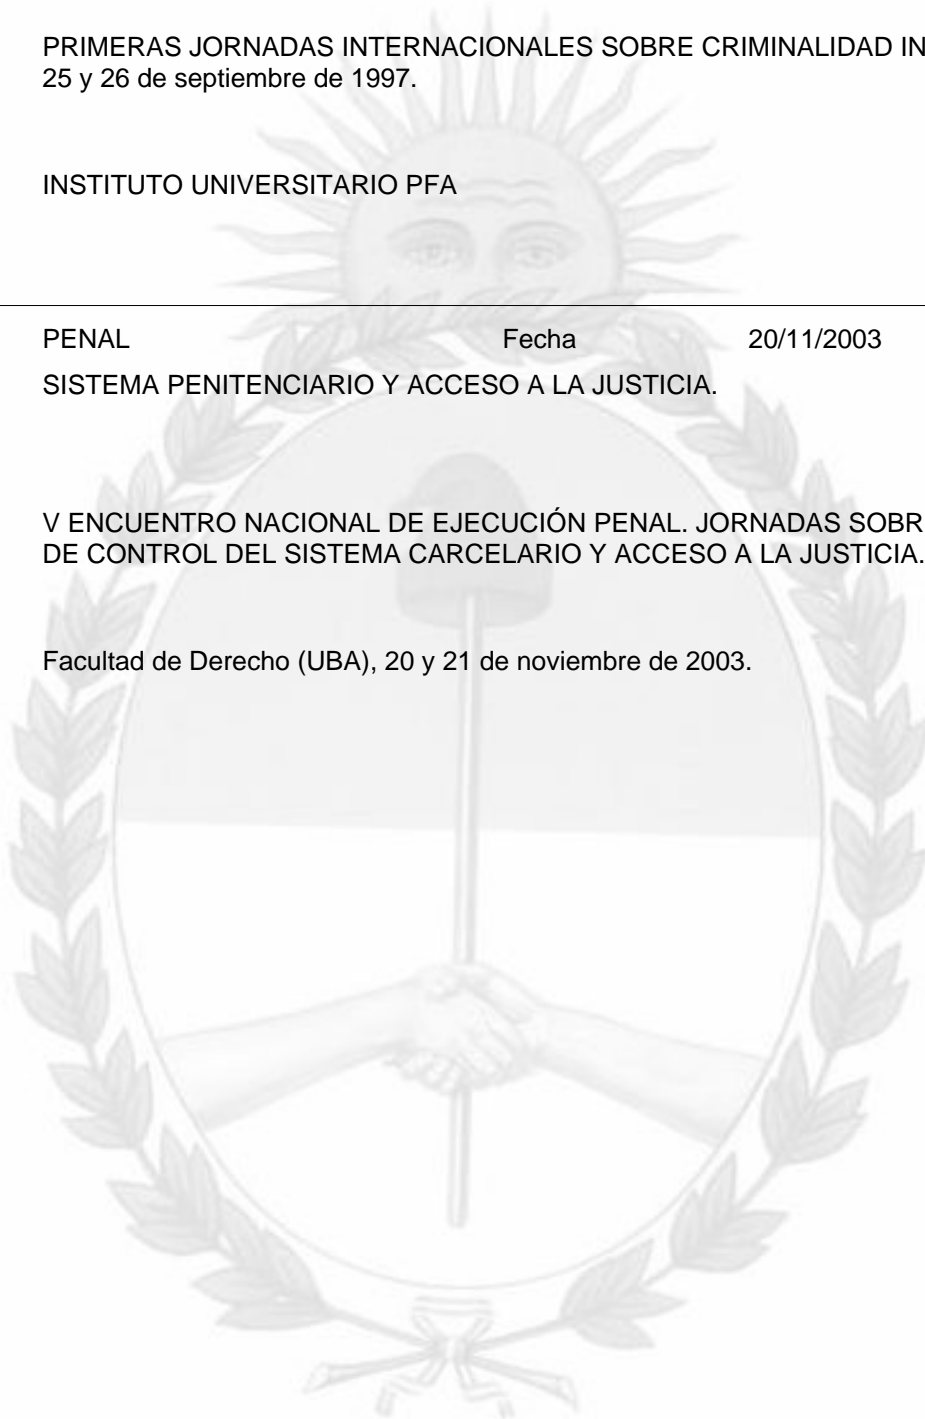 PRIMERAS JORNADAS INTERNACIONALES SOBRE CRIMINALIDAD IN
25 y 26 de septiembre de 1997.
INSTITUTO UNIVERSITARIO PFA
PENAL Fecha 20/11/2003
SISTEMA PENITENCIARIO Y ACCESO A LA JUSTICIA.
V ENCUENTRO NACIONAL DE EJECUCIÓN PENAL. JORNADAS SOBR
DE CONTROL DEL SISTEMA CARCELARIO Y ACCESO A LA JUSTICIA.
Facultad de Derecho (UBA), 20 y 21 de noviembre de 2003.